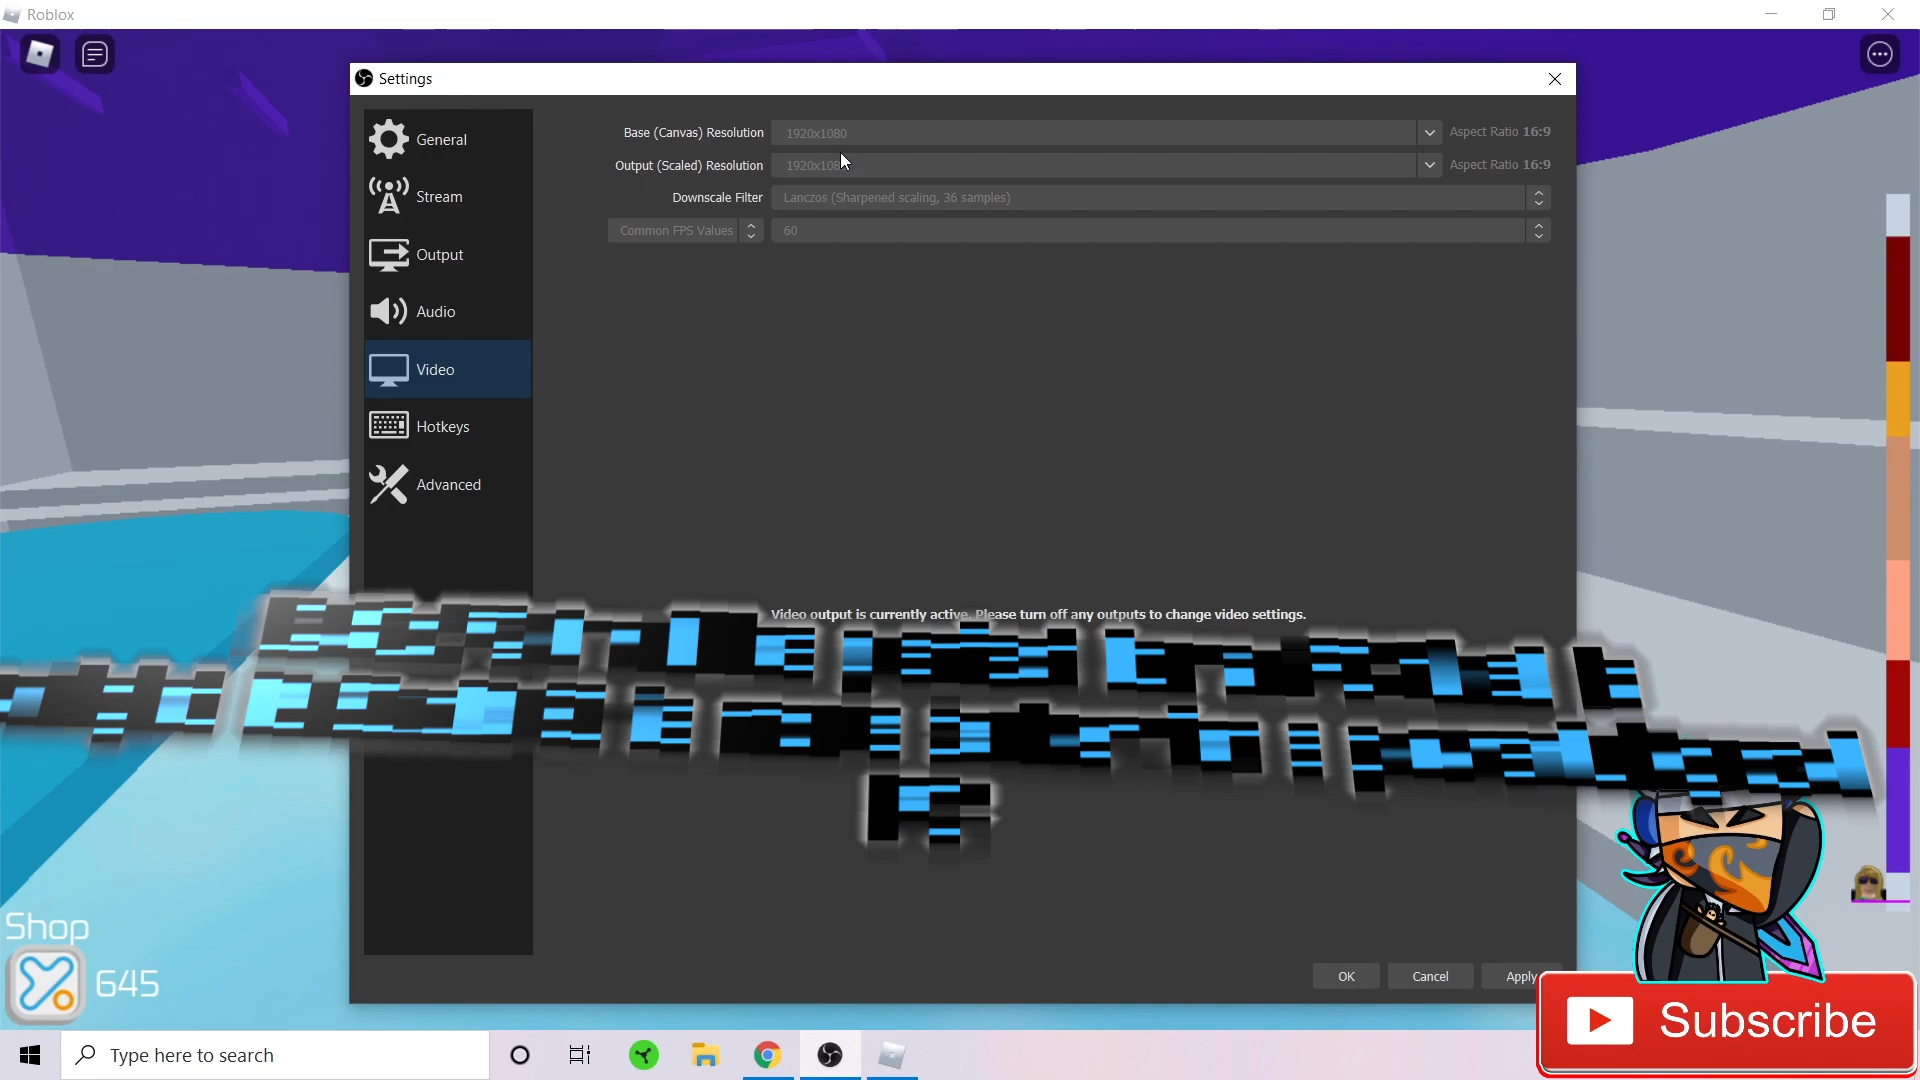 Roblox
Settings
General
Stream
Output
Audio
Video
Hotkeys
Advanced
Base (Canvas) Resolution 1920x1080 Aspect Ratio 16:9
Output (Scaled) Resolution 1920x108 Aspect Ratio 16:9
Downscale Filter Lanczos (Sharpened scaling, 36 samples)
Common FPS Values 60
Video output is currently active. Please turn off any outputs to change video settings.
OK Cancel Apply
Shop
645
Subscribe
Type here to search